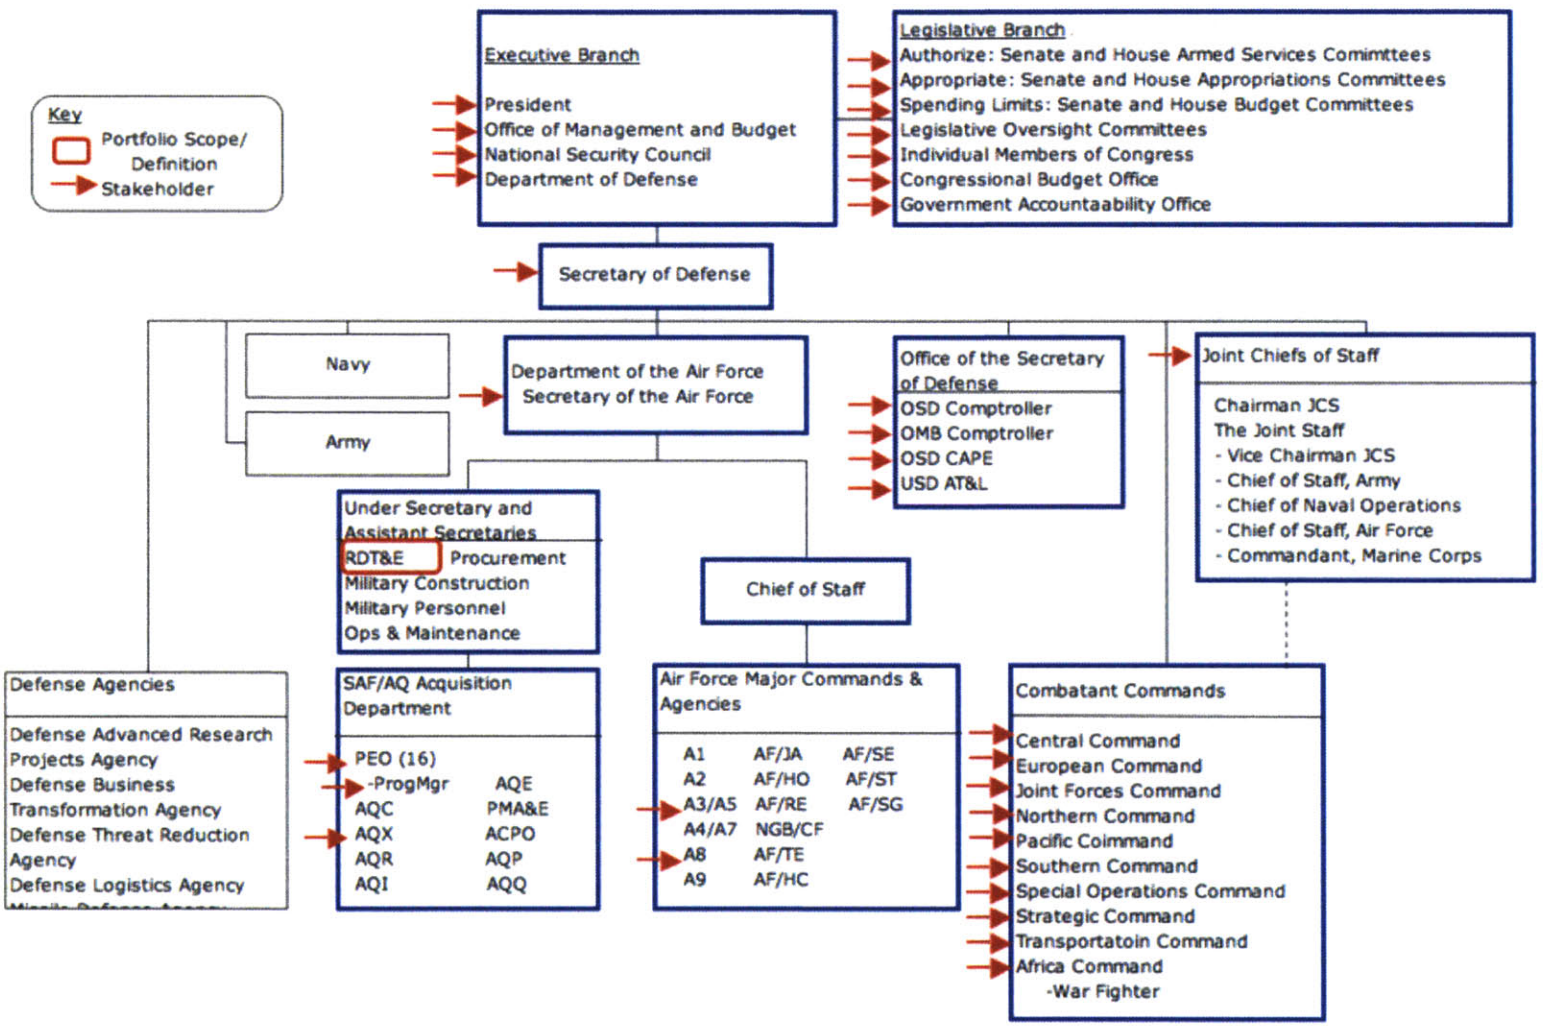 Executive Branch
President
Office of Management and Budget
National Security Council
Department of Defense
Legislative Branch
Authorize: Senate and House Armed Services Comimttees
Appropriate: Senate and House Appropriations Committees
Spending Limits: Senate and House Budget Committees
Legislative Oversight Committees
Individual Members of Congress
Congressional Budget Office
Government Accountaability Office
Key
Portfolio Scope/
Definition
Stakeholder
Secretary of Defense
Navy
Army
Department of the Air Force
Secretary of the Air Force
Office of the Secretary
of Defense
OSD Comptroller
OMB Comptroller
OSD CAPE
USD AT&L
Joint Chiefs of Staff
Chairman JCS
The Joint Staff
- Vice Chairman JCS
- Chief of Staff, Army
- Chief of Naval Operations
- Chief of Staff, Air Force
- Commandant, Marine Corps
Under Secretary and
Assistant Secretaries
RDT&E Procurement
Military Construction
Military Personnel
Ops & Maintenance
Chief of Staff
Defense Agencies
Defense Advanced Research
Projects Agency
Defense Business
Transformation Agency
Defense Threat Reduction
Agency
Defense Logistics Agency
Missile Defense Agency
SAF/AQ Acquisition
Department
PEO (16)
-ProgMgr AQE
AQC PMA&E
AQX ACPO
AQR AQP
AQI AQQ
Air Force Major Commands &
Agencies
A1 AF/JA AF/SE
A2 AF/HO AF/ST
A3/A5 AF/RE AF/SG
A4/A7 NGB/CF
A8 AF/TE
A9 AF/HC
Combatant Commands
Central Command
European Command
Joint Forces Command
Northern Command
Pacific Coimmand
Southern Command
Special Operations Command
Strategic Command
Transportatoin Command
Africa Command
-War Fighter